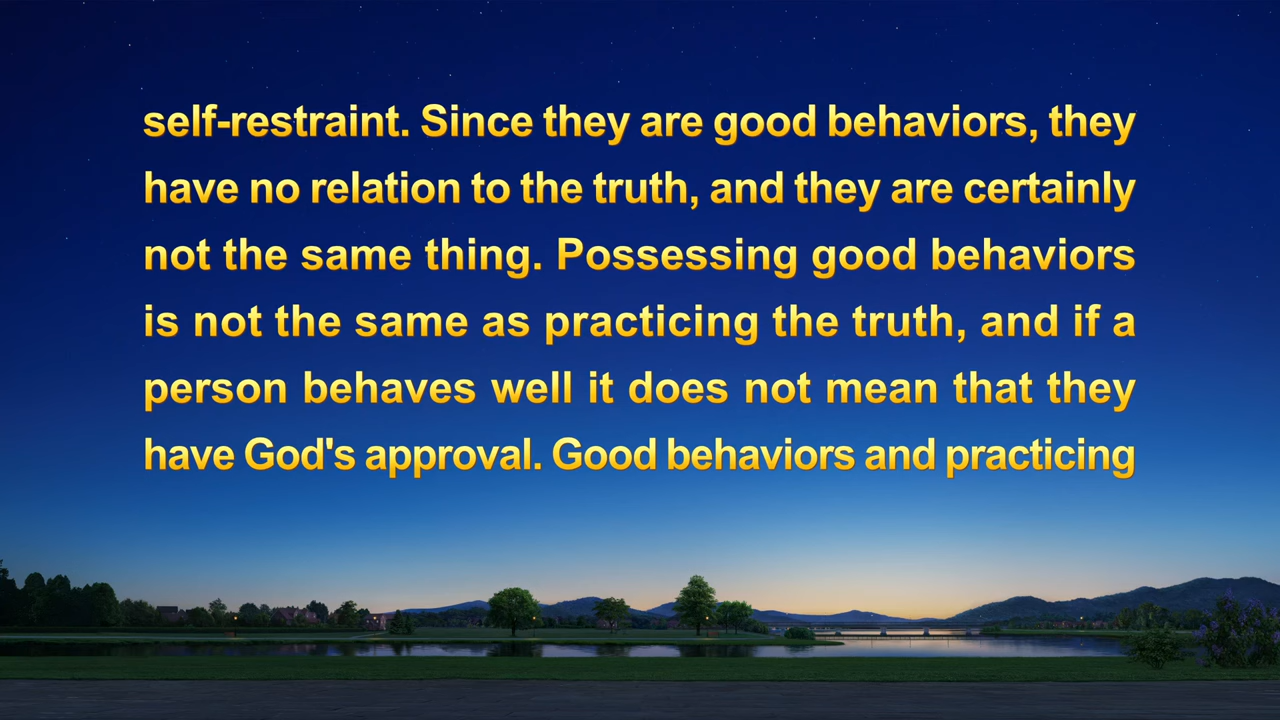 self-restraint. Since they are good behaviors, they
have no relation to the truth, and they are certainly
not the same thing. Possessing good behaviors
is not the same as practicing the truth, and if a
person behaves well it does not mean that they
have God's approval. Good behaviors and practicing